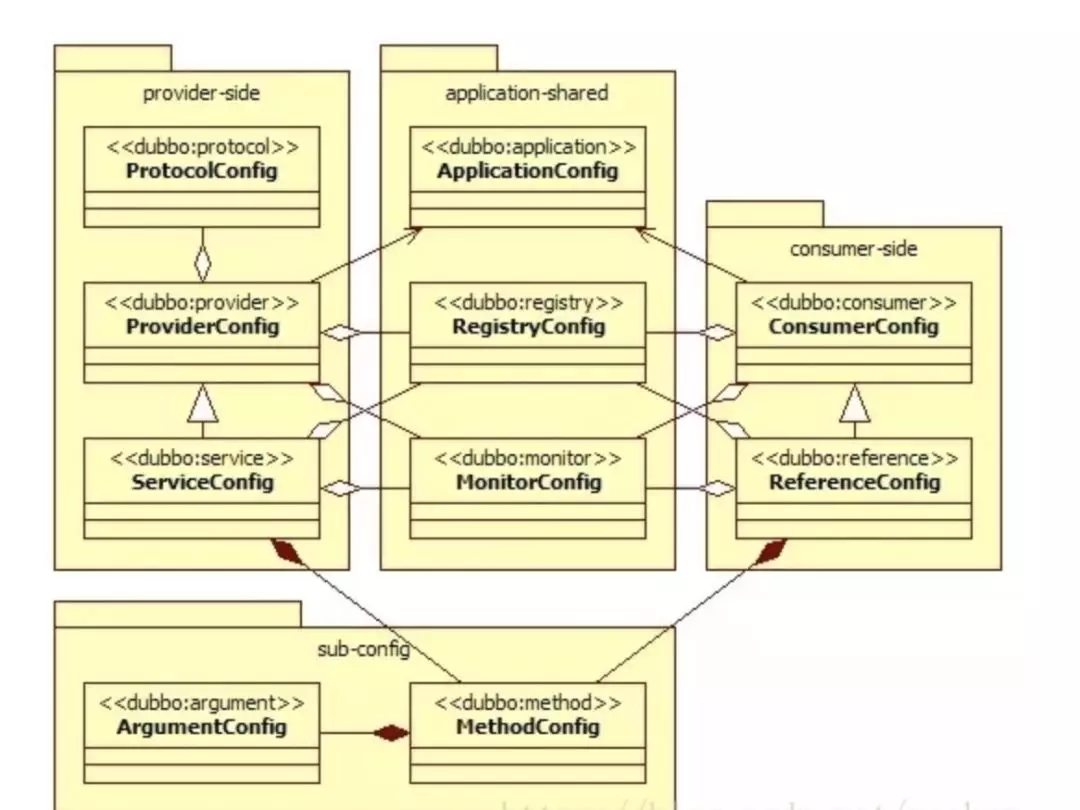 provider-side
<<dubbo:protocol>>
ProtocolConfig
<<dubbo:provider>>
ProviderConfig
<<dubbo:service>>
ServiceConfig
application-shared
<<dubbo:application>>
ApplicationConfig
<<dubbo:registry>>
RegistryConfig
<<dubbo:monitor>>
MonitorConfig
consumer-side
<<dubbo:consumer>>
ConsumerConfig
<<dubbo:reference>>
ReferenceConfig
sub-config
<<dubbo:argument>>
ArgumentConfig
<<dubbo:method>>
MethodConfig